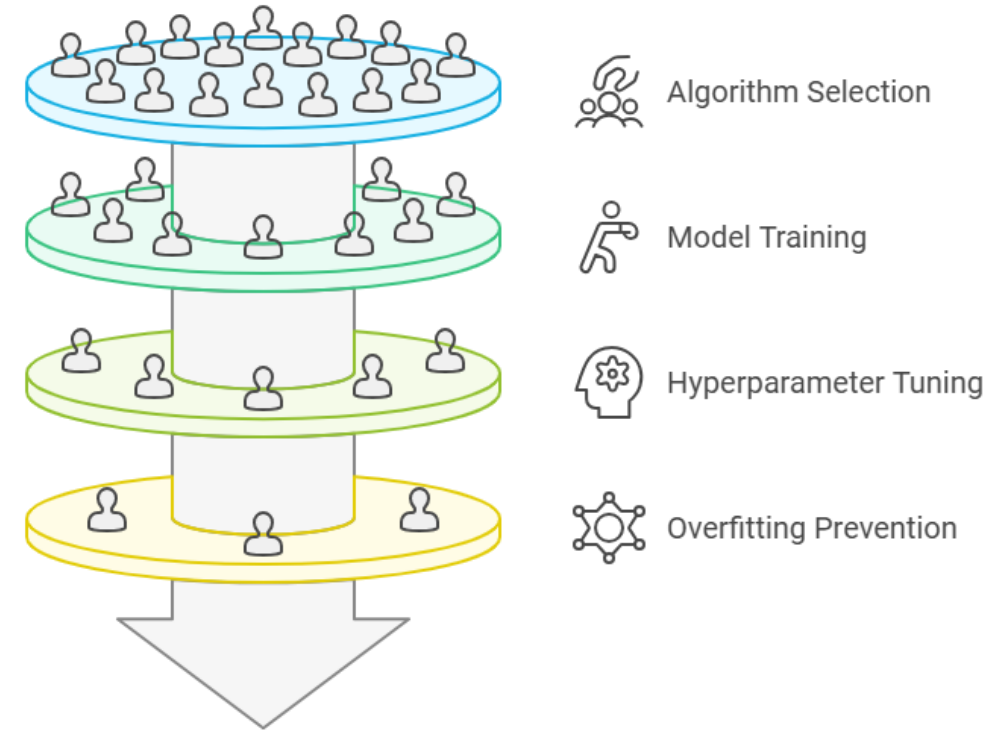 Algorithm Selection
Model Training
Hyperparameter Tuning
Overfitting Prevention